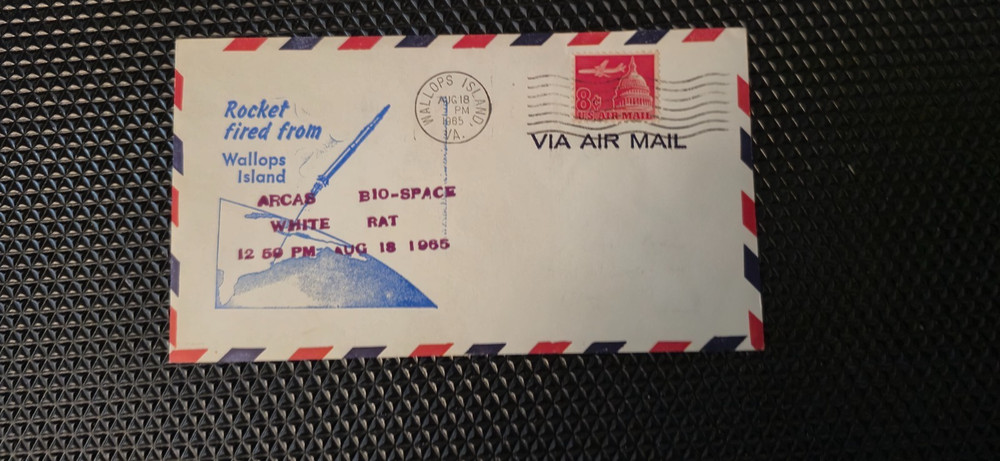 Rocket
fired from
Wallops
Island
ARCAS BIO-SPACE
WHITE RAT
12 59 PM AUG 18 1965
WALLOPS ISLAND,
VA.
AUG 18
PM
1965
8¢
U.S. AIR MAIL
VIA AIR MAIL